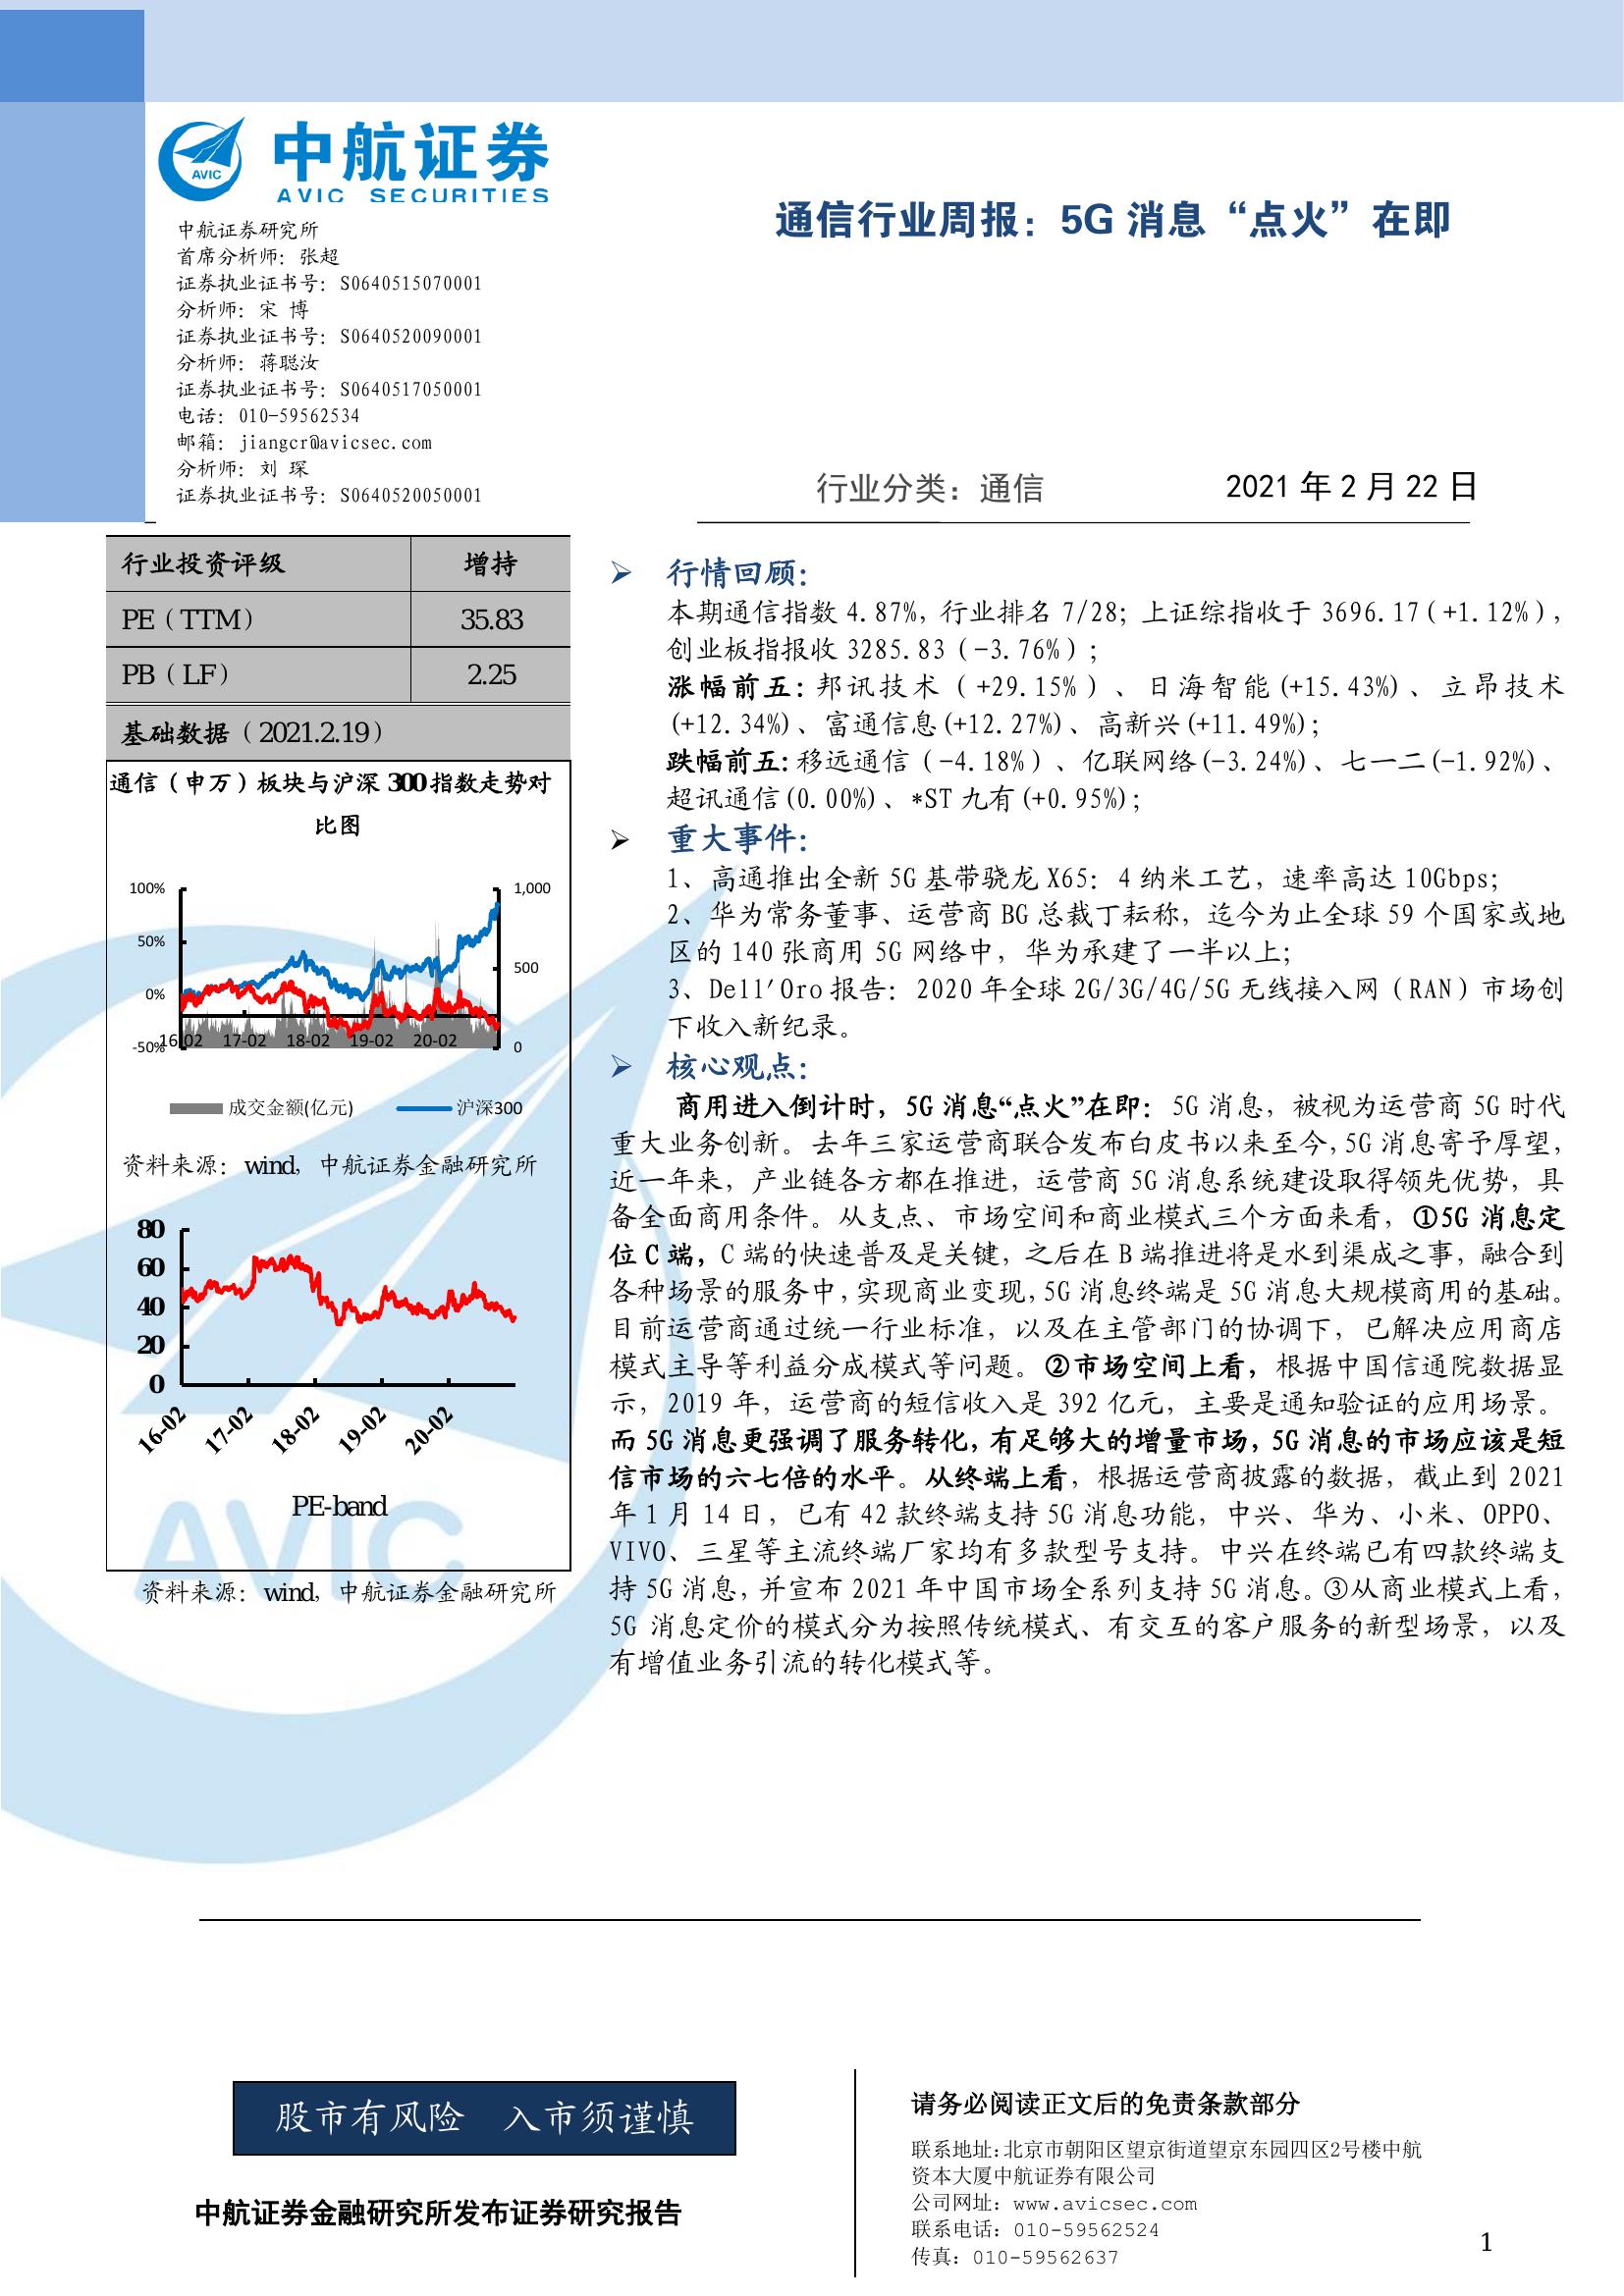 中航证券
AVIC SECURITIES
AVIC
中航证券研究所
首席分析师：张超
证券执业证书号：S0640515070001
分析师：宋 博
证券执业证书号：S0640520090001
分析师：蒋聪汝
证券执业证书号：S0640517050001
电话：010-59562534
邮箱：jiangcr@avicsec.com
分析师：刘 琛
证券执业证书号：S0640520050001
通信行业周报：5G 消息“点火”在即
行业分类：通信 2021 年 2 月 22 日
行业投资评级 增持
PE（TTM） 35.83
PB（LF） 2.25
基础数据（2021.2.19）
通信（申万）板块与沪深 300 指数走势对
比图
100%
50%
0%
-50%
1,000
500
0
16-02 17-02 18-02 19-02 20-02
成交金额(亿元) 沪深300
资料来源：wind，中航证券金融研究所
80
60
40
20
0
16-02 17-02 18-02 19-02 20-02
PE-band
AVIC
资料来源：wind，中航证券金融研究所
➢ 行情回顾：
本期通信指数 4.87%，行业排名 7/28；上证综指收于 3696.17(+1.12%)，
创业板指报收 3285.83（-3.76%）；
涨幅前五：邦讯技术（+29.15%）、日海智能(+15.43%)、立昂技术
(+12.34%)、富通信息(+12.27%)、高新兴(+11.49%)；
跌幅前五：移远通信（-4.18%）、亿联网络(-3.24%)、七一二(-1.92%)、
超讯通信(0.00%)、*ST 九有(+0.95%)；
➢ 重大事件：
1、高通推出全新 5G 基带骁龙 X65：4 纳米工艺，速率高达 10Gbps；
2、华为常务董事、运营商 BG 总裁丁耘称，迄今为止全球 59 个国家或地
区的 140 张商用 5G 网络中，华为承建了一半以上；
3、Dell'Oro 报告：2020 年全球 2G/3G/4G/5G 无线接入网（RAN）市场创
下收入新纪录。
➢ 核心观点：
商用进入倒计时，5G 消息“点火”在即：5G 消息，被视为运营商 5G 时代
重大业务创新。去年三家运营商联合发布白皮书以来至今，5G 消息寄予厚望，
近一年来，产业链各方都在推进，运营商 5G 消息系统建设取得领先优势，具
备全面商用条件。从支点、市场空间和商业模式三个方面来看，①5G 消息定
位 C 端，C 端的快速普及是关键，之后在 B 端推进将是水到渠成之事，融合到
各种场景的服务中，实现商业变现，5G 消息终端是 5G 消息大规模商用的基础。
目前运营商通过统一行业标准，以及在主管部门的协调下，已解决应用商店
模式主导等利益分成模式等问题。②市场空间上看，根据中国信通院数据显
示，2019 年，运营商的短信收入是 392 亿元，主要是通知验证的应用场景。
而 5G 消息更强调了服务转化，有足够大的增量市场，5G 消息的市场应该是短
信市场的六七倍的水平。从终端上看，根据运营商披露的数据，截止到 2021
年 1 月 14 日，已有 42 款终端支持 5G 消息功能，中兴、华为、小米、OPPO、
VIVO、三星等主流终端厂家均有多款型号支持。中兴在终端已有四款终端支
持 5G 消息，并宣布 2021 年中国市场全系列支持 5G 消息。③从商业模式上看，
5G 消息定价的模式分为按照传统模式、有交互的客户服务的新型场景，以及
有增值业务引流的转化模式等。
股市有风险 入市须谨慎
中航证券金融研究所发布证券研究报告
请务必阅读正文后的免责条款部分
联系地址：北京市朝阳区望京街道望京东园四区2号楼中航
资本大厦中航证券有限公司
公司网址：www.avicsec.com
联系电话：010-59562524
传真：010-59562637
1